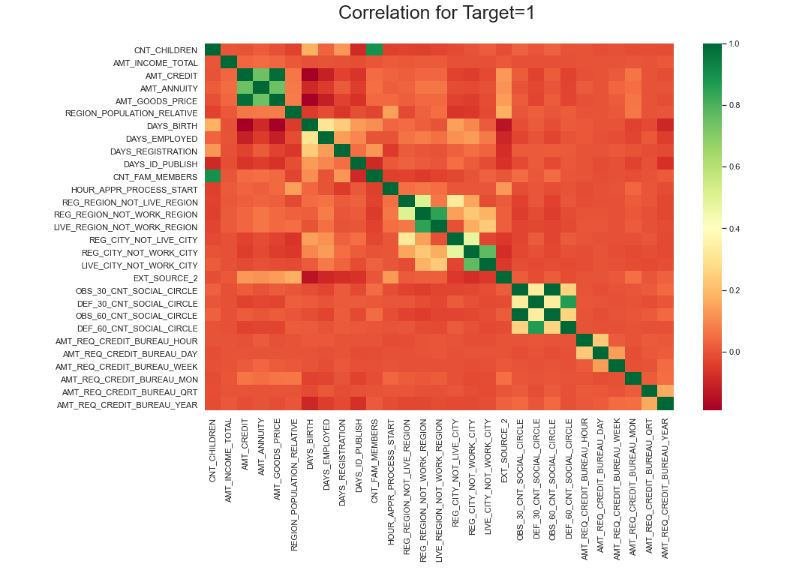 Correlation for Target=1
CNT_CHILDREN
AMT_INCOME_TOTAL
AMT_CREDIT
AMT_ANNUITY
AMT_GOODS_PRICE
REGION_POPULATION_RELATIVE
DAYS_BIRTH
DAYS_EMPLOYED
DAYS_REGISTRATION
DAYS_ID_PUBLISH
CNT_FAM_MEMBERS
HOUR_APPR_PROCESS_START
REG_REGION_NOT_LIVE_REGION
REG_REGION_NOT_WORK_REGION
LIVE_REGION_NOT_WORK_REGION
REG_CITY_NOT_LIVE_CITY
REG_CITY_NOT_WORK_CITY
LIVE_CITY_NOT_WORK_CITY
EXT_SOURCE_2
OBS_30_CNT_SOCIAL_CIRCLE
DEF_30_CNT_SOCIAL_CIRCLE
OBS_60_CNT_SOCIAL_CIRCLE
DEF_60_CNT_SOCIAL_CIRCLE
AMT_REQ_CREDIT_BUREAU_HOUR
AMT_REQ_CREDIT_BUREAU_DAY
AMT_REQ_CREDIT_BUREAU_WEEK
AMT_REQ_CREDIT_BUREAU_MON
AMT_REQ_CREDIT_BUREAU_QRT
AMT_REQ_CREDIT_BUREAU_YEAR
CNT_CHILDREN
AMT_INCOME_TOTAL
AMT_CREDIT
AMT_ANNUITY
AMT_GOODS_PRICE
REGION_POPULATION_RELATIVE
DAYS_BIRTH
DAYS_EMPLOYED
DAYS_REGISTRATION
DAYS_ID_PUBLISH
CNT_FAM_MEMBERS
HOUR_APPR_PROCESS_START
REG_REGION_NOT_LIVE_REGION
REG_REGION_NOT_WORK_REGION
LIVE_REGION_NOT_WORK_REGION
REG_CITY_NOT_LIVE_CITY
REG_CITY_NOT_WORK_CITY
LIVE_CITY_NOT_WORK_CITY
EXT_SOURCE_2
OBS_30_CNT_SOCIAL_CIRCLE
DEF_30_CNT_SOCIAL_CIRCLE
OBS_60_CNT_SOCIAL_CIRCLE
DEF_60_CNT_SOCIAL_CIRCLE
AMT_REQ_CREDIT_BUREAU_HOUR
AMT_REQ_CREDIT_BUREAU_DAY
AMT_REQ_CREDIT_BUREAU_WEEK
AMT_REQ_CREDIT_BUREAU_MON
AMT_REQ_CREDIT_BUREAU_QRT
AMT_REQ_CREDIT_BUREAU_YEAR
1.0
0.8
0.6
0.4
0.2
0.0